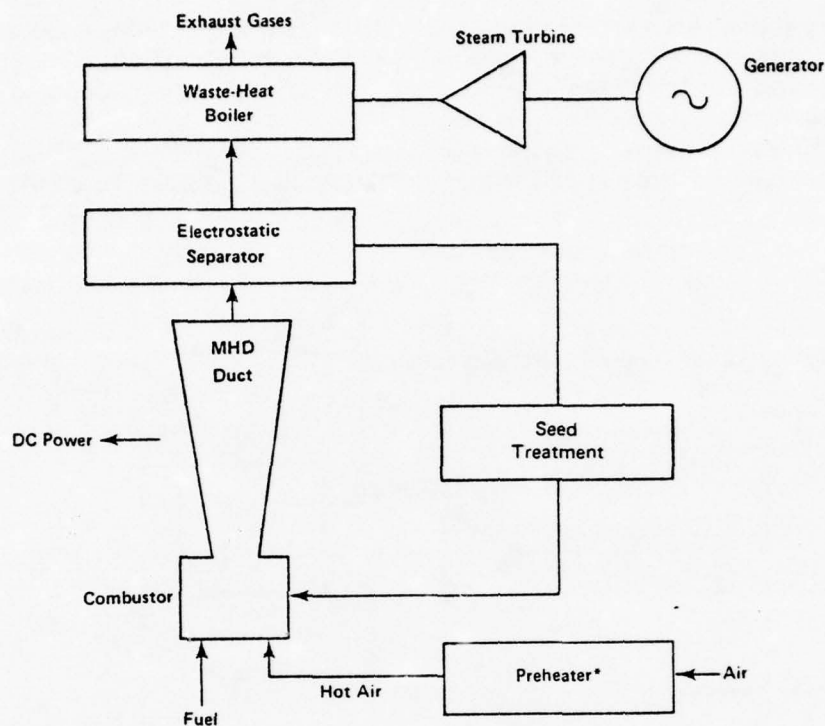 Exhaust Gases
Steam Turbine
Generator
Waste-Heat
Boiler
Electrostatic
Separator
MHD
Duct
DC Power
Seed
Treatment
Combustor
Preheater*
Air
Hot Air
Fuel